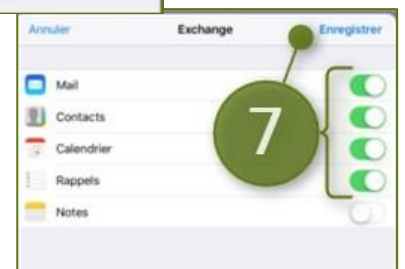 Annuler Exchange Enregistrer
Mail
Contacts
7
Calendrier
Rappels
Notes